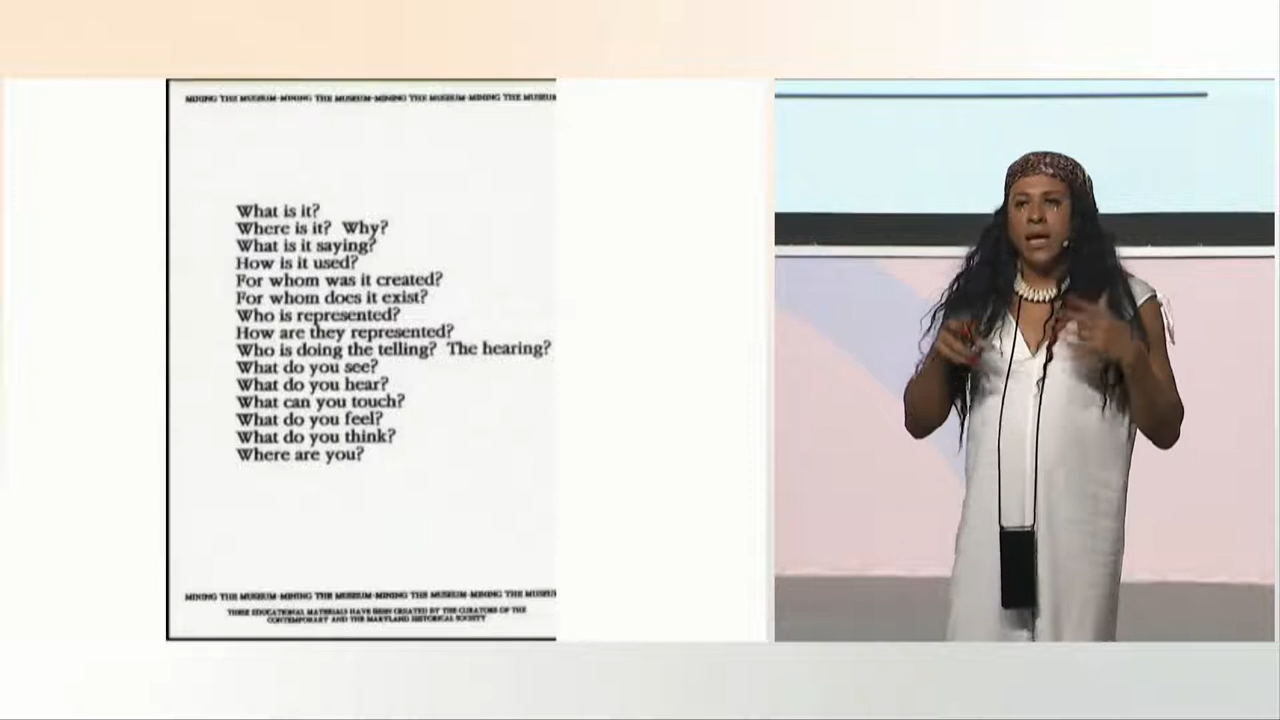 MINING THE MUSEUM-MINING THE MUSEUM-MINING THE MUSEUM-MINING THE MUSEUM
What is it?
Where is it? Why?
What is it saying?
How is it used?
For whom was it created?
For whom does it exist?
Who is represented?
How are they represented?
Who is doing the telling? The hearing?
What do you see?
What do you hear?
What can you touch?
What do you feel?
What do you think?
Where are you?
MINING THE MUSEUM-MINING THE MUSEUM-MINING THE MUSEUM-MINING THE MUSEUM
THESE EDUCATIONAL MATERIALS HAVE BEEN CREATED BY THE CURATORS OF THE
CONTEMPORARY AND THE MARYLAND HISTORICAL SOCIETY